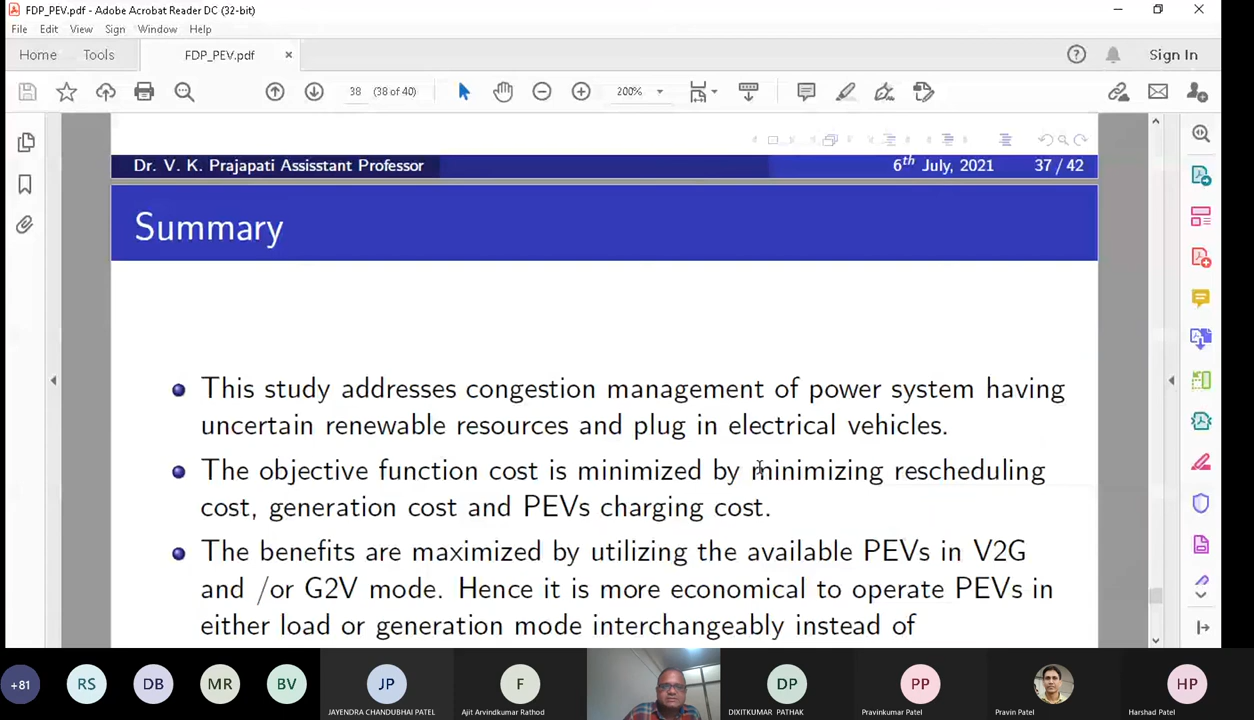 FDP_PEV.pdf - Adobe Acrobat Reader DC (32-bit)
File Edit View Sign Window Help
Home Tools FDP_PEV.pdf × Sign In
38 (38 of 40) 200%
Dr. V. K. Prajapati Assisstant Professor 6th July, 2021 37 / 42
Summary
This study addresses congestion management of power system having
uncertain renewable resources and plug in electrical vehicles.
The objective function cost is minimized by minimizing rescheduling
cost, generation cost and PEVs charging cost.
The benefits are maximized by utilizing the available PEVs in V2G
and /or G2V mode. Hence it is more economical to operate PEVs in
either load or generation mode interchangeably instead of
+81 RS DB MR BV JP F DP PP HP
JAYENDRA CHANDUBHAI PATEL Ajit Arvindkumar Rathod DIXITKUMAR PATHAK Pravinkumar Patel Pravin Patel Harshad Patel